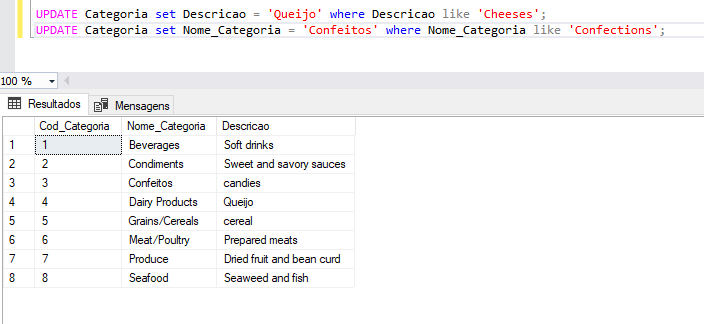 UPDATE Categoria set Descricao = 'Queijo' where Descricao like 'Cheeses';
UPDATE Categoria set Nome_Categoria = 'Confeitos' where Nome_Categoria like 'Confections';
100 %
Resultados Mensagens
Cod_Categoria Nome_Categoria Descricao
1 1 Beverages Soft drinks
2 2 Condiments Sweet and savory sauces
3 3 Confeitos candies
4 4 Dairy Products Queijo
5 5 Grains/Cereals cereal
6 6 Meat/Poultry Prepared meats
7 7 Produce Dried fruit and bean curd
8 8 Seafood Seaweed and fish